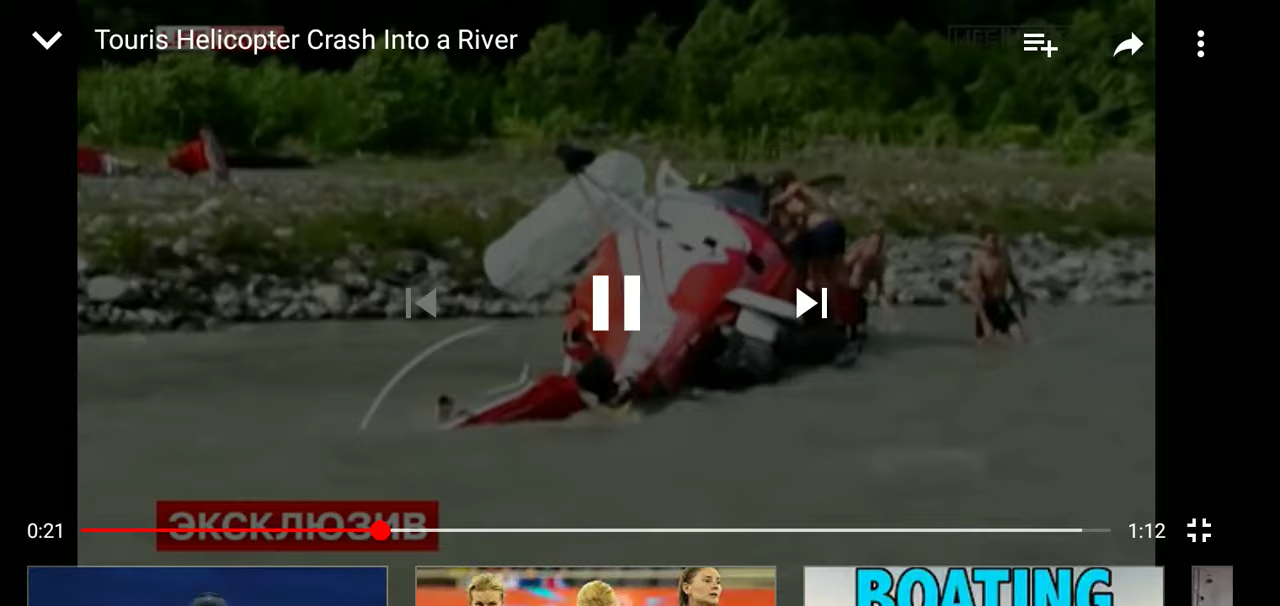 Touris Helicopter Crash Into a River
ЭКСКЛЮЗИВ
0:21
1:12
BOATING